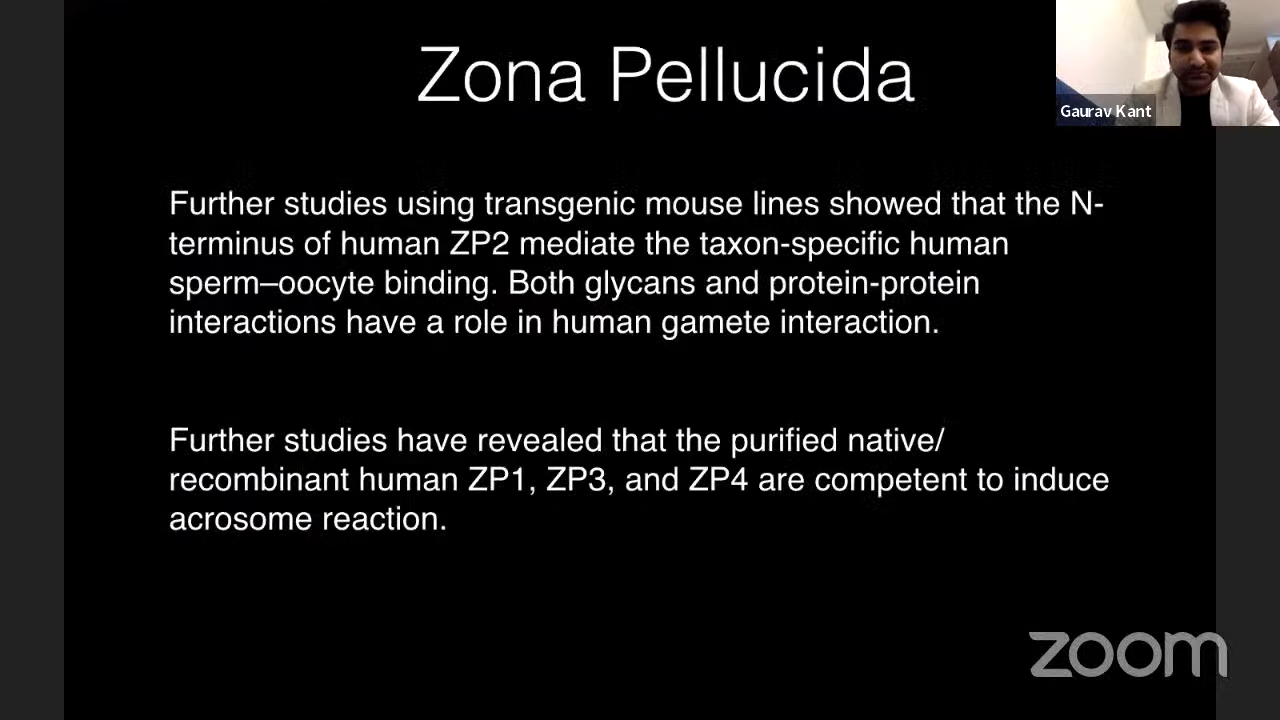 Zona Pellucida
Gaurav Kant
Further studies using transgenic mouse lines showed that the N-
terminus of human ZP2 mediate the taxon-specific human
sperm–oocyte binding. Both glycans and protein-protein
interactions have a role in human gamete interaction.
Further studies have revealed that the purified native/
recombinant human ZP1, ZP3, and ZP4 are competent to induce
acrosome reaction.
zoom